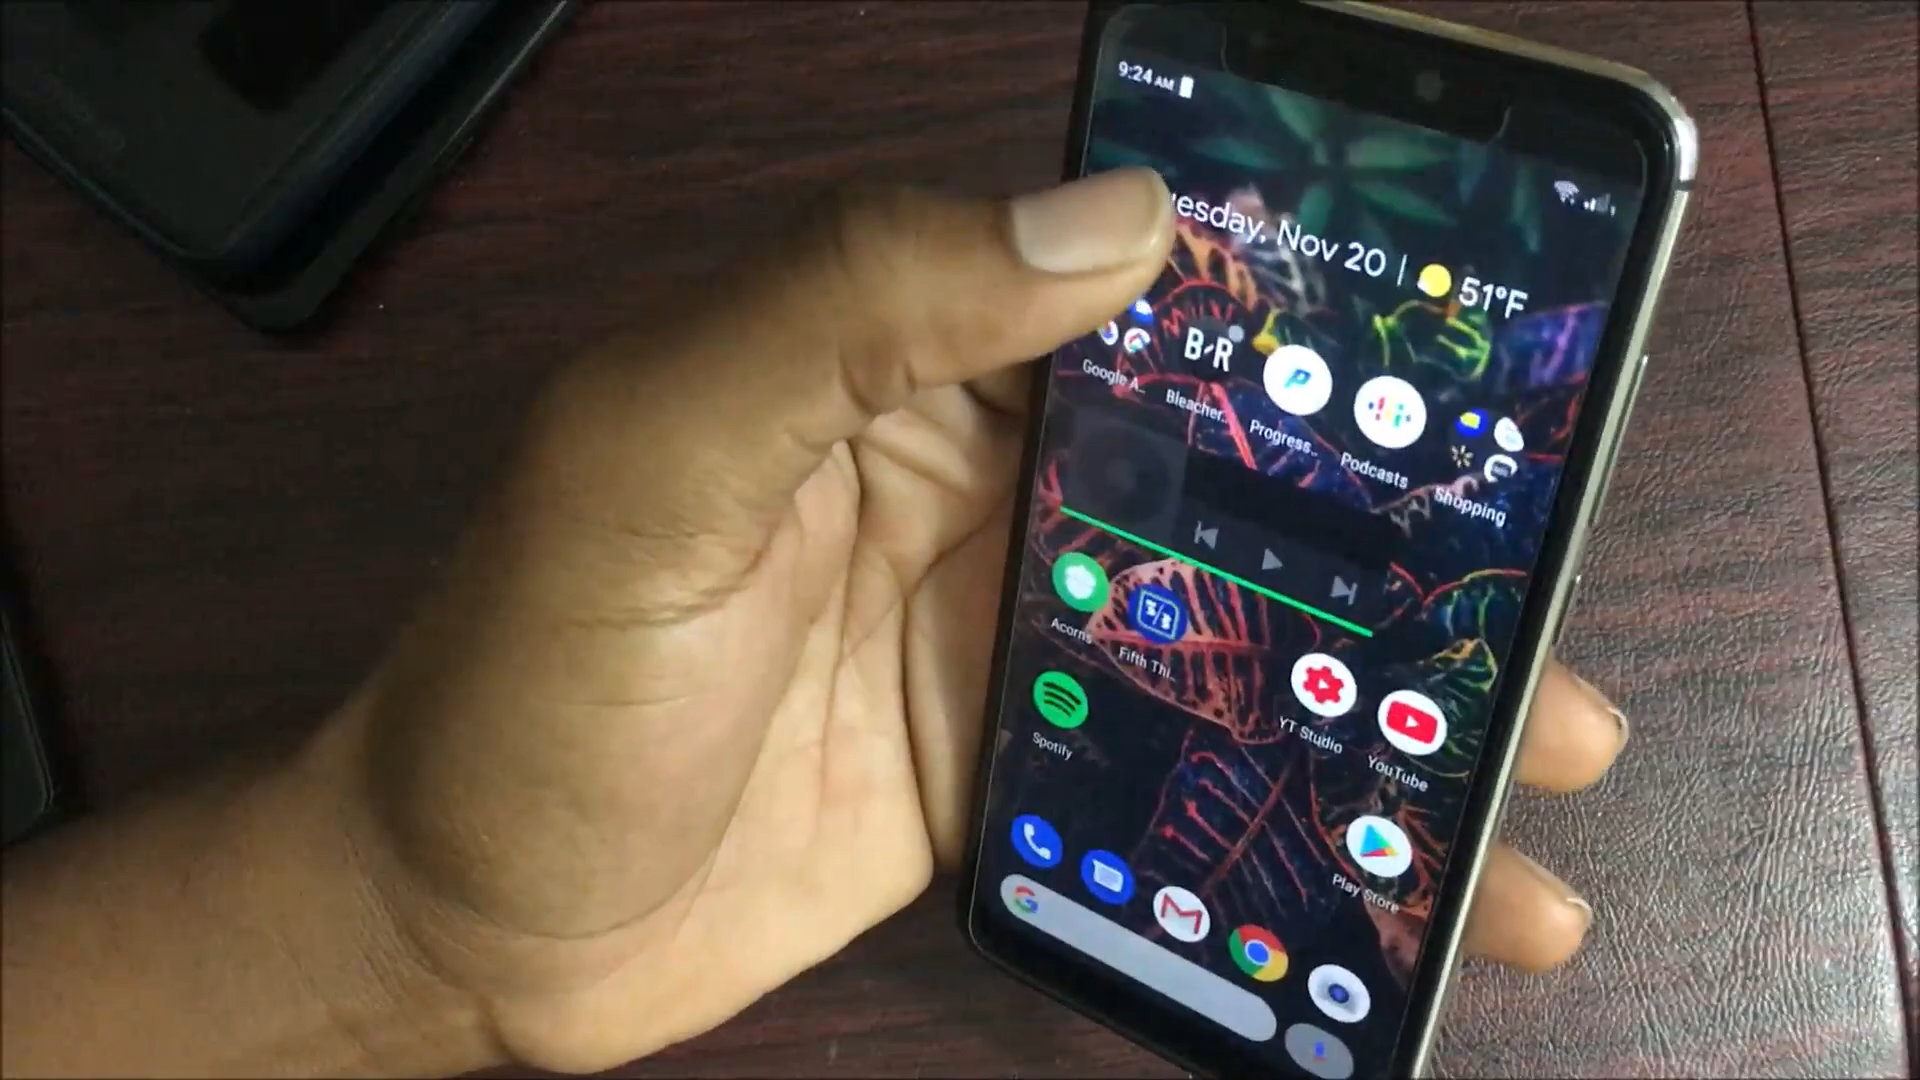 9:24 AM
uesday, Nov 20 | 51°F
Google A...
B/R
Bleacher...
Progress...
Podcasts
Shopping
Acorns
Fifth Thi...
Spotify
YT Studio
YouTube
Play Store
G